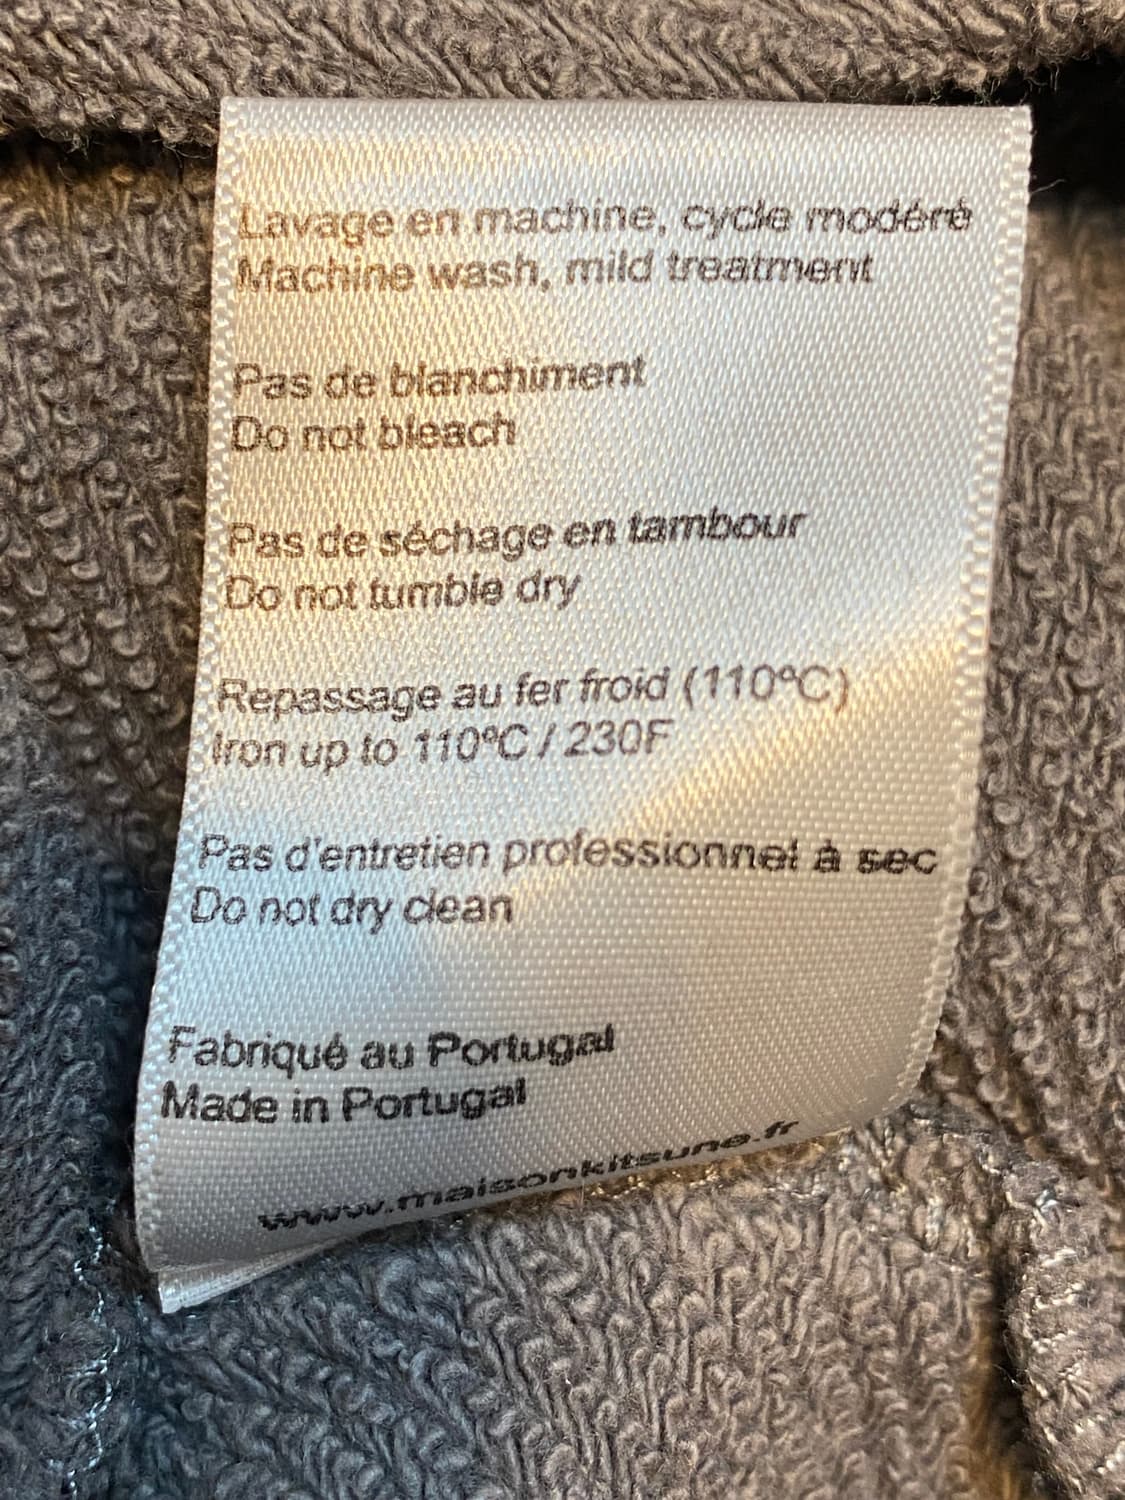 Lavage en machine, cycle modéré
Machine wash, mild treatment
Pas de blanchiment
Do not bleach
Pas de séchage en tambour
Do not tumble dry
Repassage au fer froid (110ºC)
Iron up to 110ºC / 230F
Pas d'entretien professionnel à sec
Do not dry clean
Fabriqué au Portugal
Made in Portugal
www.maisonkitsune.fr